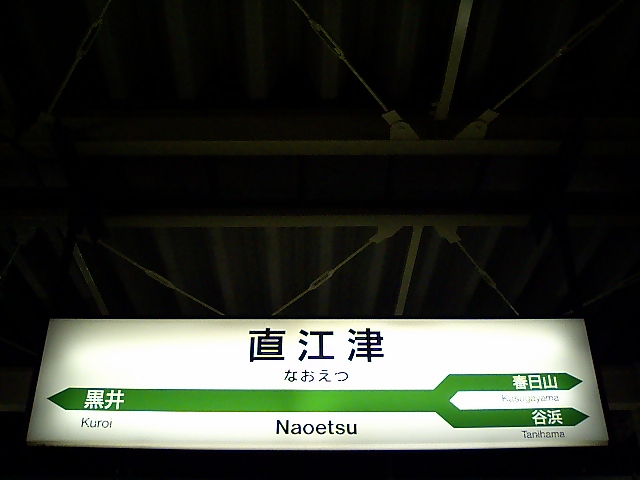 直江津
なおえつ
黒井
Kuroi
Naoetsu
春日山
Kasugayama
谷浜
Tanihama